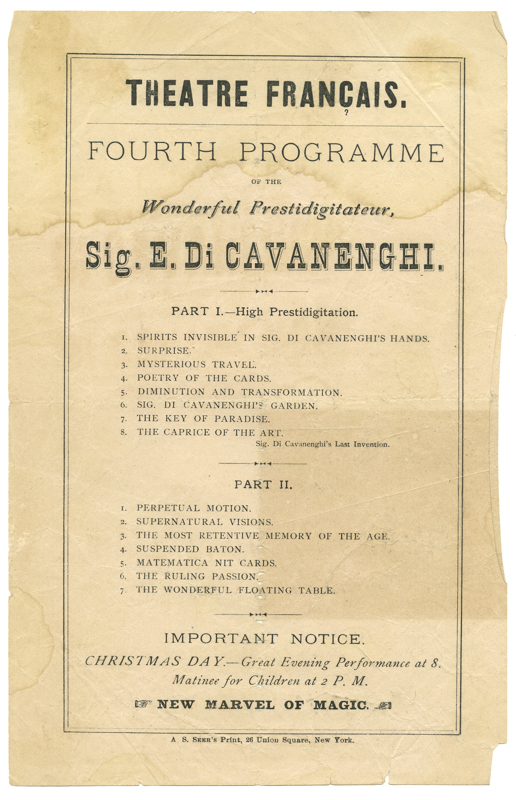 THEATRE FRANÇAIS.
FOURTH PROGRAMME
OF THE
Wonderful Prestidigitateur,
Sig. E. Di CAVANENGHI.
PART I.—High Prestidigitation.
1. SPIRITS INVISIBLE IN SIG. DI CAVANENGHI'S HANDS.
2. SURPRISE.
3. MYSTERIOUS TRAVEL.
4. POETRY OF THE CARDS.
5. DIMINUTION AND TRANSFORMATION.
6. SIG. DI CAVANENGHI'S GARDEN.
7. THE KEY OF PARADISE.
8. THE CAPRICE OF THE ART.
Sig. Di Cavanenghi's Last Invention.
PART II.
1. PERPETUAL MOTION.
2. SUPERNATURAL VISIONS.
3. THE MOST RETENTIVE MEMORY OF THE AGE.
4. SUSPENDED BATON.
5. MATEMATICA NIT CARDS.
6. THE RULING PASSION.
7. THE WONDERFUL FLOATING TABLE.
IMPORTANT NOTICE.
CHRISTMAS DAY.—Great Evening Performance at 8.
Matinee for Children at 2 P. M.
NEW MARVEL OF MAGIC.
A. S. SEER'S Print, 26 Union Square, New York.